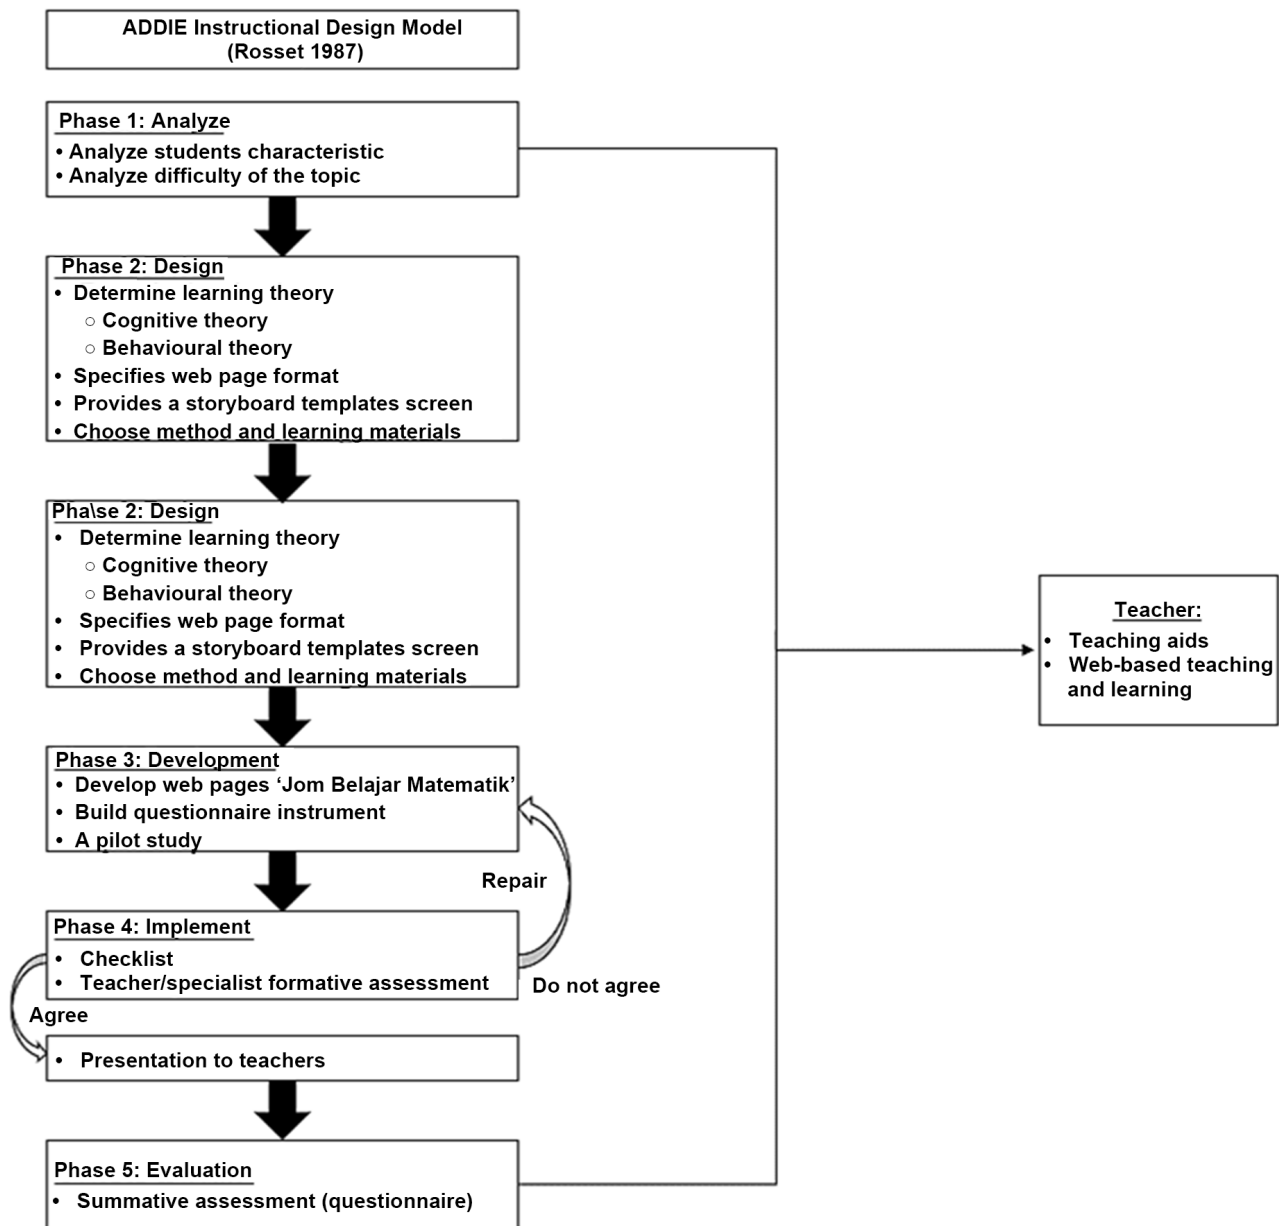 ADDIE Instructional Design Model
(Rosset 1987)
Phase 1: Analyze
• Analyze students characteristic
• Analyze difficulty of the topic
Phase 2: Design
• Determine learning theory
○ Cognitive theory
○ Behavioural theory
• Specifies web page format
• Provides a storyboard templates screen
• Choose method and learning materials
Pha\se 2: Design
• Determine learning theory
○ Cognitive theory
○ Behavioural theory
• Specifies web page format
• Provides a storyboard templates screen
• Choose method and learning materials
Phase 3: Development
• Develop web pages ‘Jom Belajar Matematik’
• Build questionnaire instrument
• A pilot study
Repair
Phase 4: Implement
• Checklist
• Teacher/specialist formative assessment
Do not agree
Agree
• Presentation to teachers
Phase 5: Evaluation
• Summative assessment (questionnaire)
Teacher:
• Teaching aids
• Web-based teaching
and learning